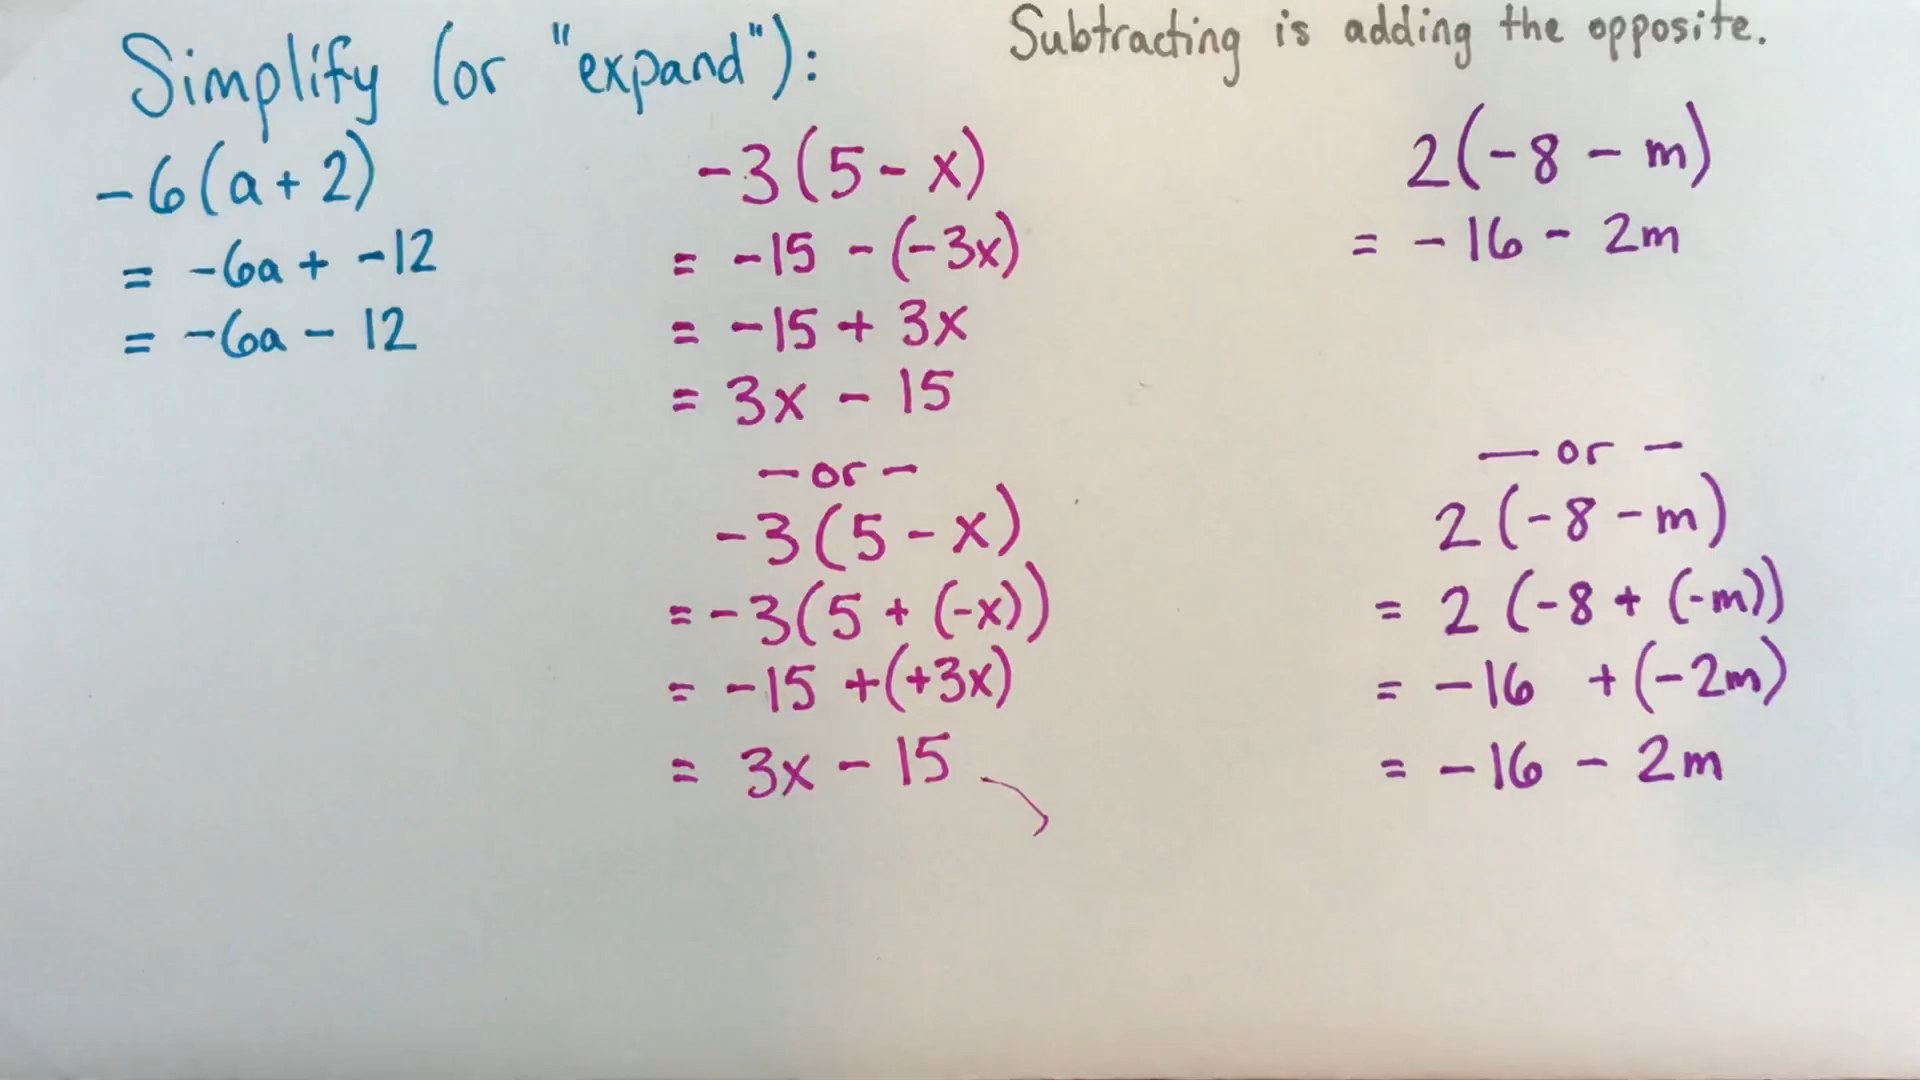 Simplify (or "expand"):
Subtracting is adding the opposite.
-6(a+2)
= -6a + -12
= -6a - 12
-3(5-x)
= -15 - (-3x)
= -15 + 3x
= 3x - 15
- or -
-3(5-x)
= -3(5 + (-x))
= -15 +(+3x)
= 3x - 15
2(-8 - m)
= -16 - 2m
- or -
2(-8 - m)
= 2(-8 + (-m))
= -16 +(-2m)
= -16 - 2m